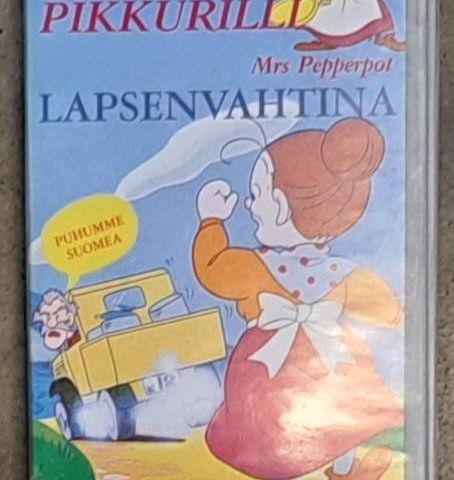 PIKKURILLI
Mrs Pepperpot
LAPSENVAHTINA
PUHUMME
SUOMEA